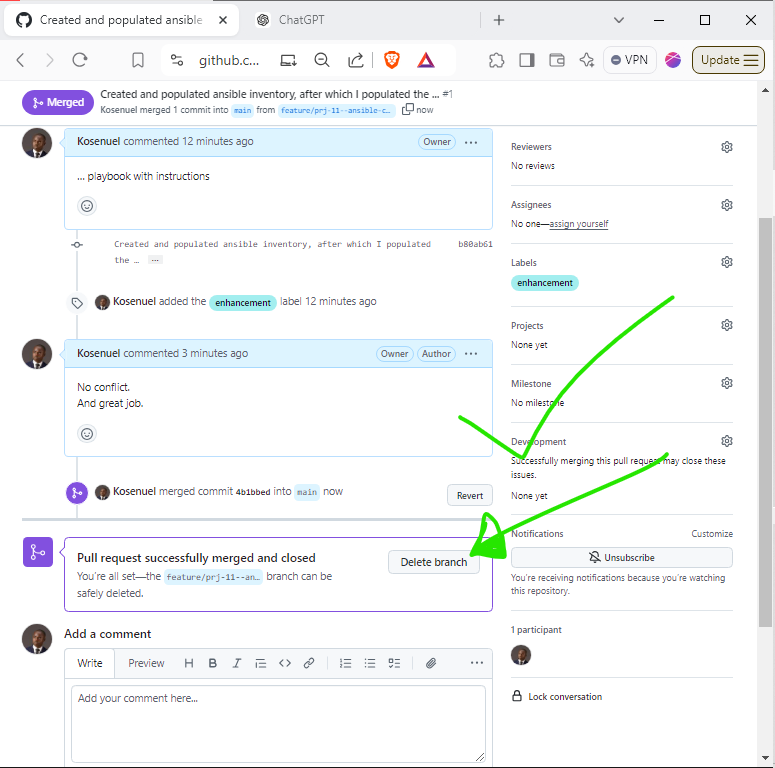 Created and populated ansible
ChatGPT
github.c...
VPN
Update
Merged
Created and populated ansible inventory, after which I populated the ... #1
Kosenuel merged 1 commit into main from feature/prj-11--ansible-c... now
Kosenuel commented 12 minutes ago
Owner
... playbook with instructions
Created and populated ansible inventory, after which I populated
the … ...
b80ab61
Kosenuel added the enhancement label 12 minutes ago
Kosenuel commented 3 minutes ago
Owner
Author
No conflict.
And great job.
Kosenuel merged commit 4b1bbed into main now
Revert
Pull request successfully merged and closed
You're all set—the feature/prj-11--an... branch can be
safely deleted.
Delete branch
Add a comment
Write
Preview
H B I
Add your comment here...
Reviewers
No reviews
Assignees
No one—assign yourself
Labels
enhancement
Projects
None yet
Milestone
No milestone
Development
Successfully merging this pull request may close these
issues.
None yet
Notifications
Customize
Unsubscribe
You're receiving notifications because you're watching
this repository.
1 participant
Lock conversation